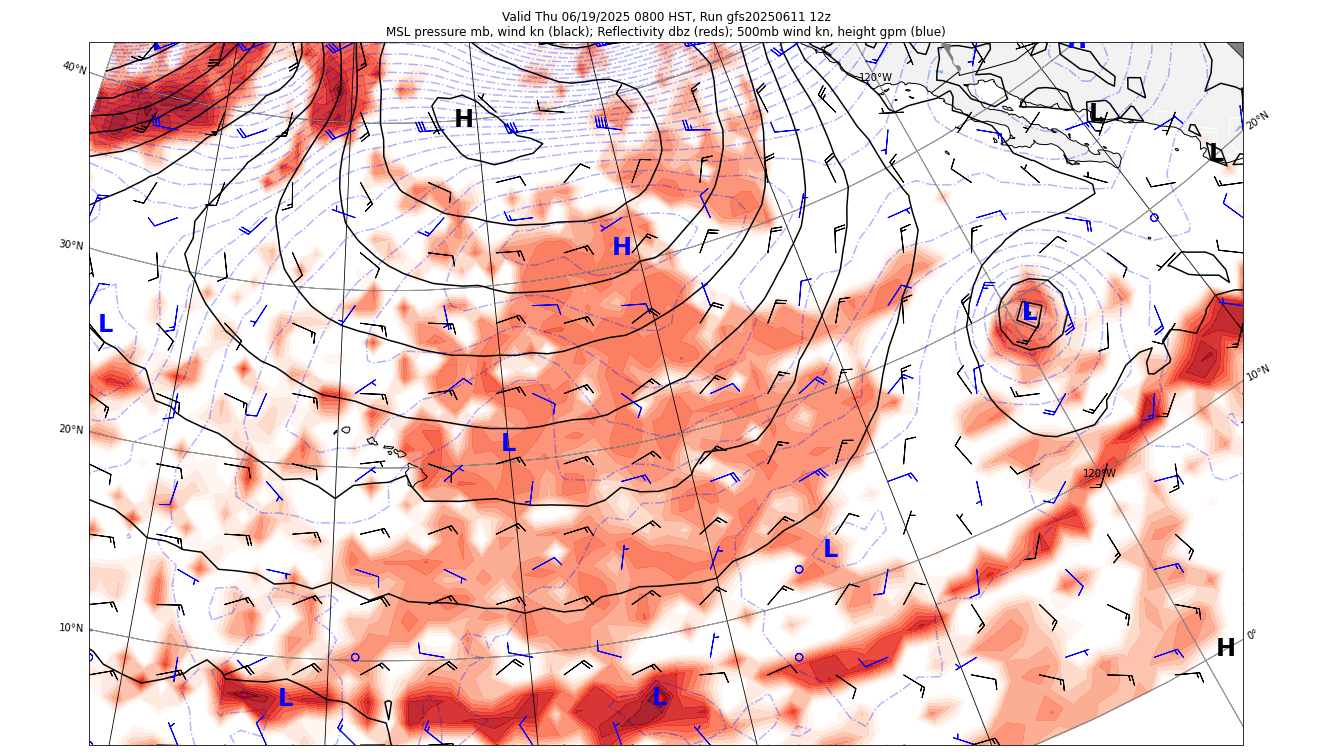 Valid Thu 06/19/2025 0800 HST, Run gfs20250611 12z
MSL pressure mb, wind kn (black); Reflectivity dbz (reds); 500mb wind kn, height gpm (blue)
H
40°N
120°W
H
L
20°N
L
30°N
H
L
L
10°N
20°N
L
120°W
L
10°N
0°
H
L
L